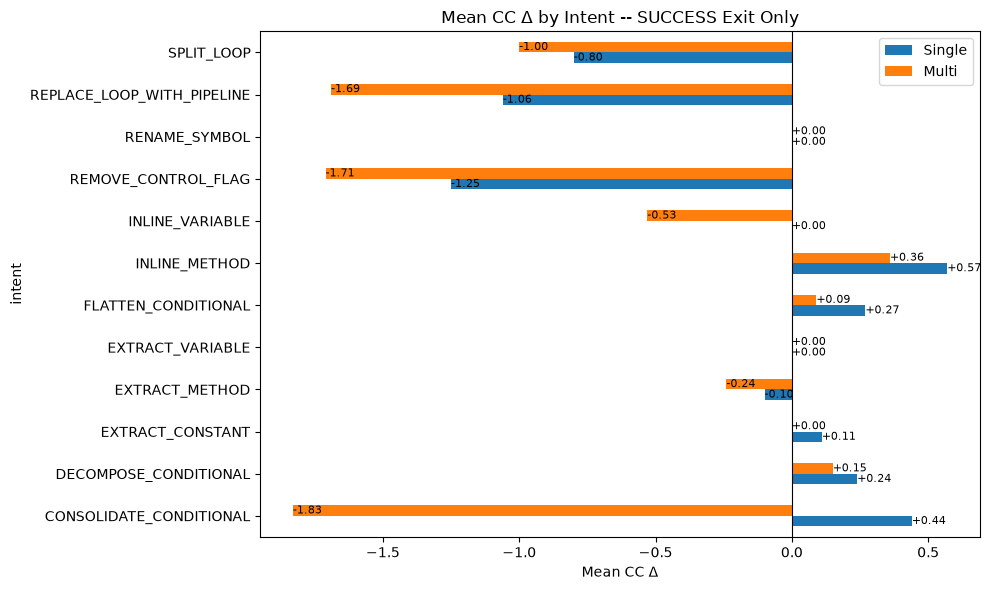 Mean CC Δ by Intent -- SUCCESS Exit Only
Single
Multi
SPLIT_LOOP
-1.00
-0.80
REPLACE_LOOP_WITH_PIPELINE
-1.69
-1.06
RENAME_SYMBOL
+0.00
+0.00
REMOVE_CONTROL_FLAG
-1.71
-1.25
INLINE_VARIABLE
-0.53
+0.00
INLINE_METHOD
+0.36
+0.57
FLATTEN_CONDITIONAL
+0.09
+0.27
EXTRACT_VARIABLE
+0.00
+0.00
EXTRACT_METHOD
-0.24
-0.10
EXTRACT_CONSTANT
+0.00
+0.11
DECOMPOSE_CONDITIONAL
+0.15
+0.24
CONSOLIDATE_CONDITIONAL
-1.83
+0.44
intent
−1.5 −1.0 −0.5 0.0 0.5
Mean CC Δ